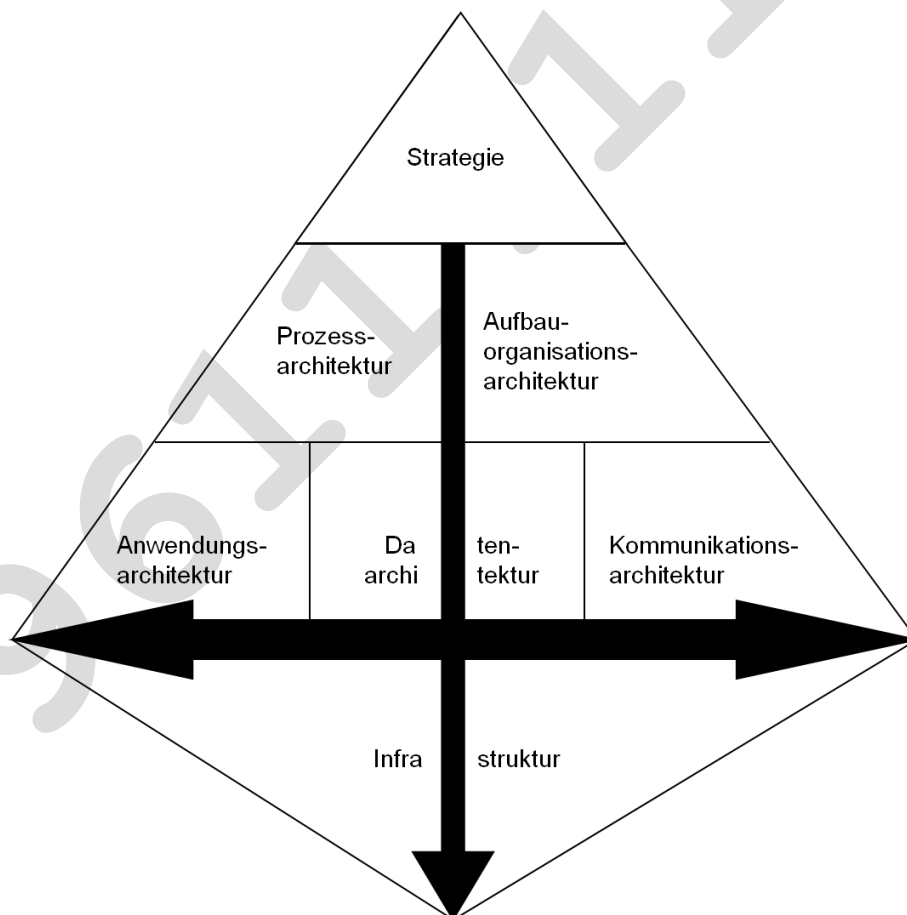 Strategie
Prozess-
architektur
Aufbau-
organisations-
architektur
Anwendungs-
architektur
Da ten-
archi tektur
Kommunikations-
architektur
Infra struktur